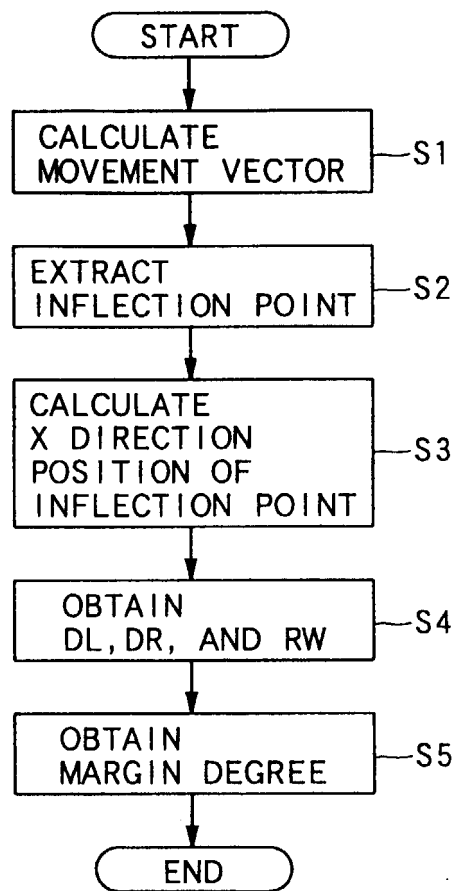 START
CALCULATE
MOVEMENT VECTOR
S1
EXTRACT
INFLECTION POINT
S2
CALCULATE
X DIRECTION
POSITION OF
INFLECTION POINT
S3
OBTAIN
DL, DR, AND RW
S4
OBTAIN
MARGIN DEGREE
S5
END